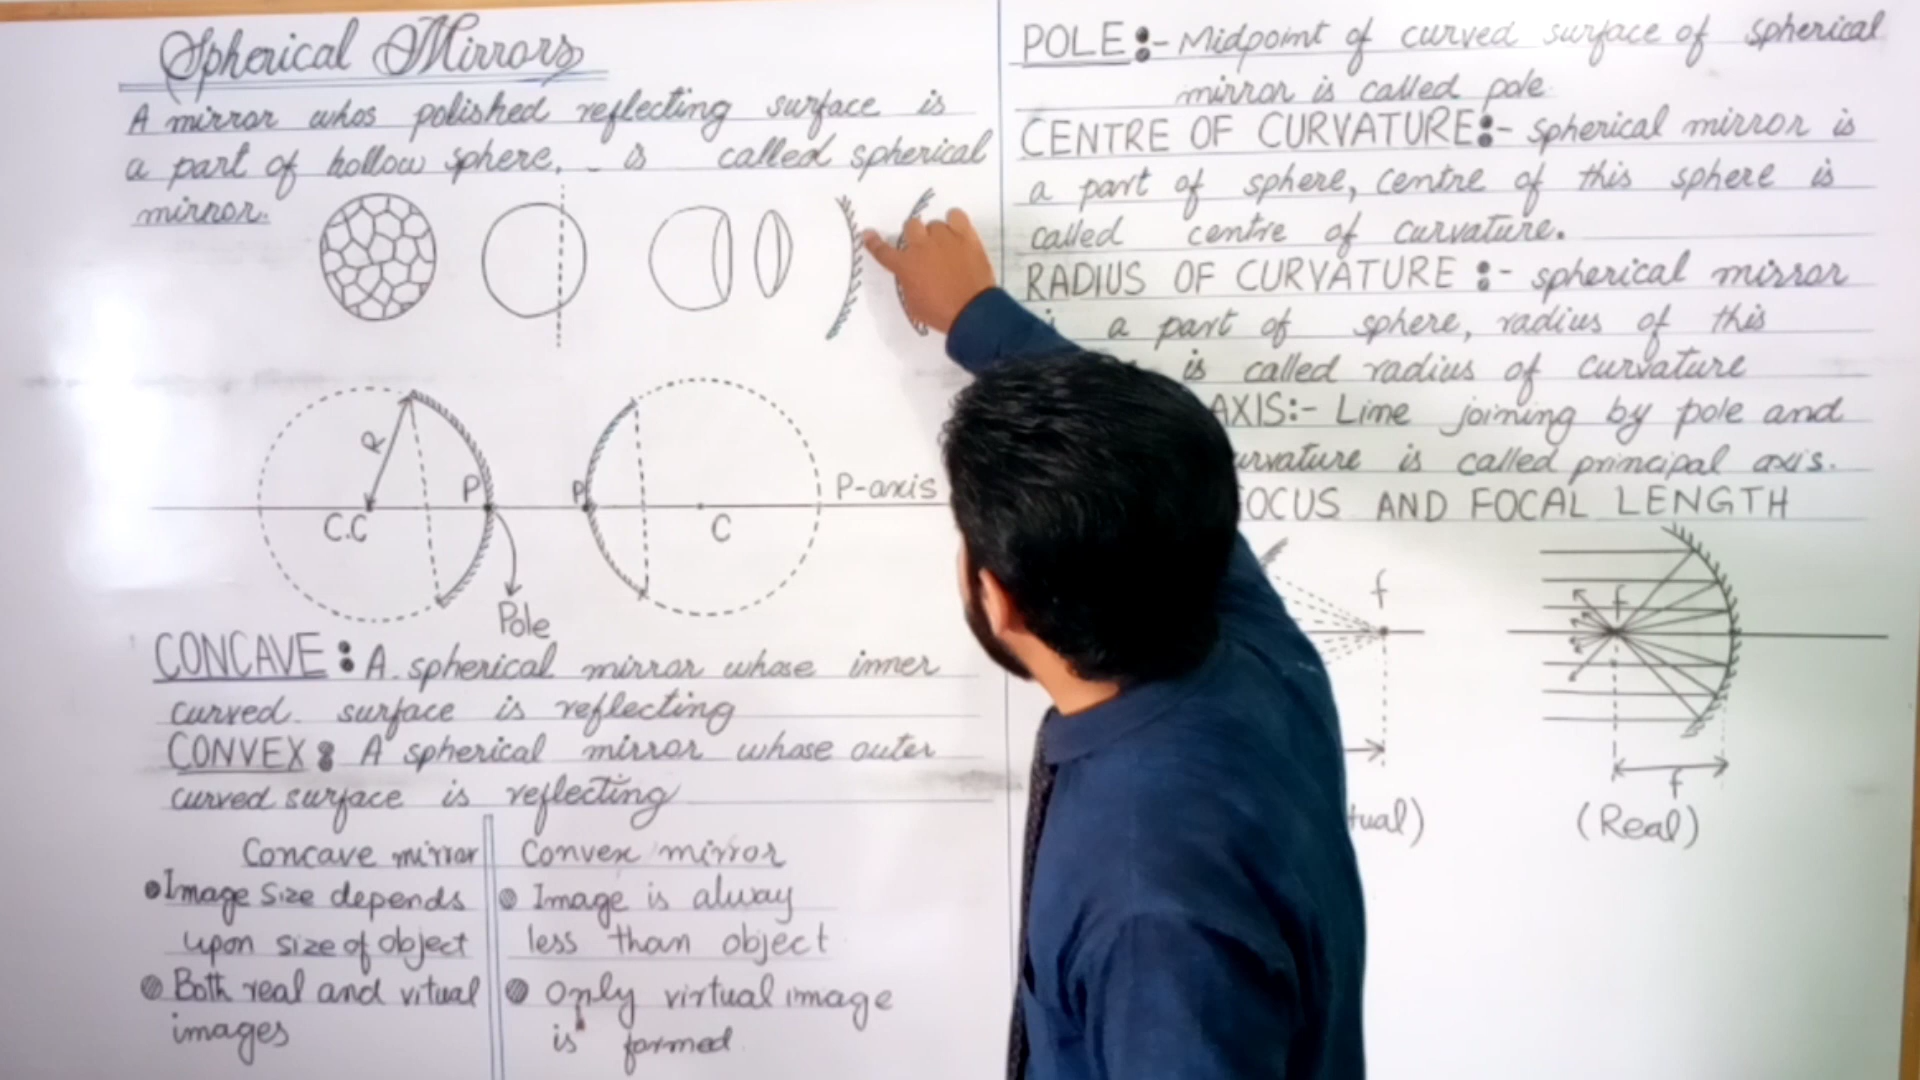 Spherical Mirrors
A mirror whos polished reflecting surface is
a part of hollow sphere, - is called spherical
mirror.
R
P
C.C
Pole
P
C
P-axis
CONCAVE: A spherical mirror whose inner
curved surface is reflecting
CONVEX: A spherical mirror whose outer
curved surface is reflecting
Concave mirror
• Image size depends
upon size of object
• Both real and vitual
images
Convex mirror
• Image is alway
less than object
• Only virtual image
is formed
POLE:- Midpoint of curved surface of spherical
mirror is called pole
CENTRE OF CURVATURE:- spherical mirror is
a part of sphere, centre of this sphere is
called centre of curvature.
RADIUS OF CURVATURE :- spherical mirror
a part of sphere, radius of this
is called radius of curvature
AXIS:- Lime joining by pole and
urvature is called principal axis.
OCUS AND FOCAL LENGTH
f
tual)
f
f
(Real)